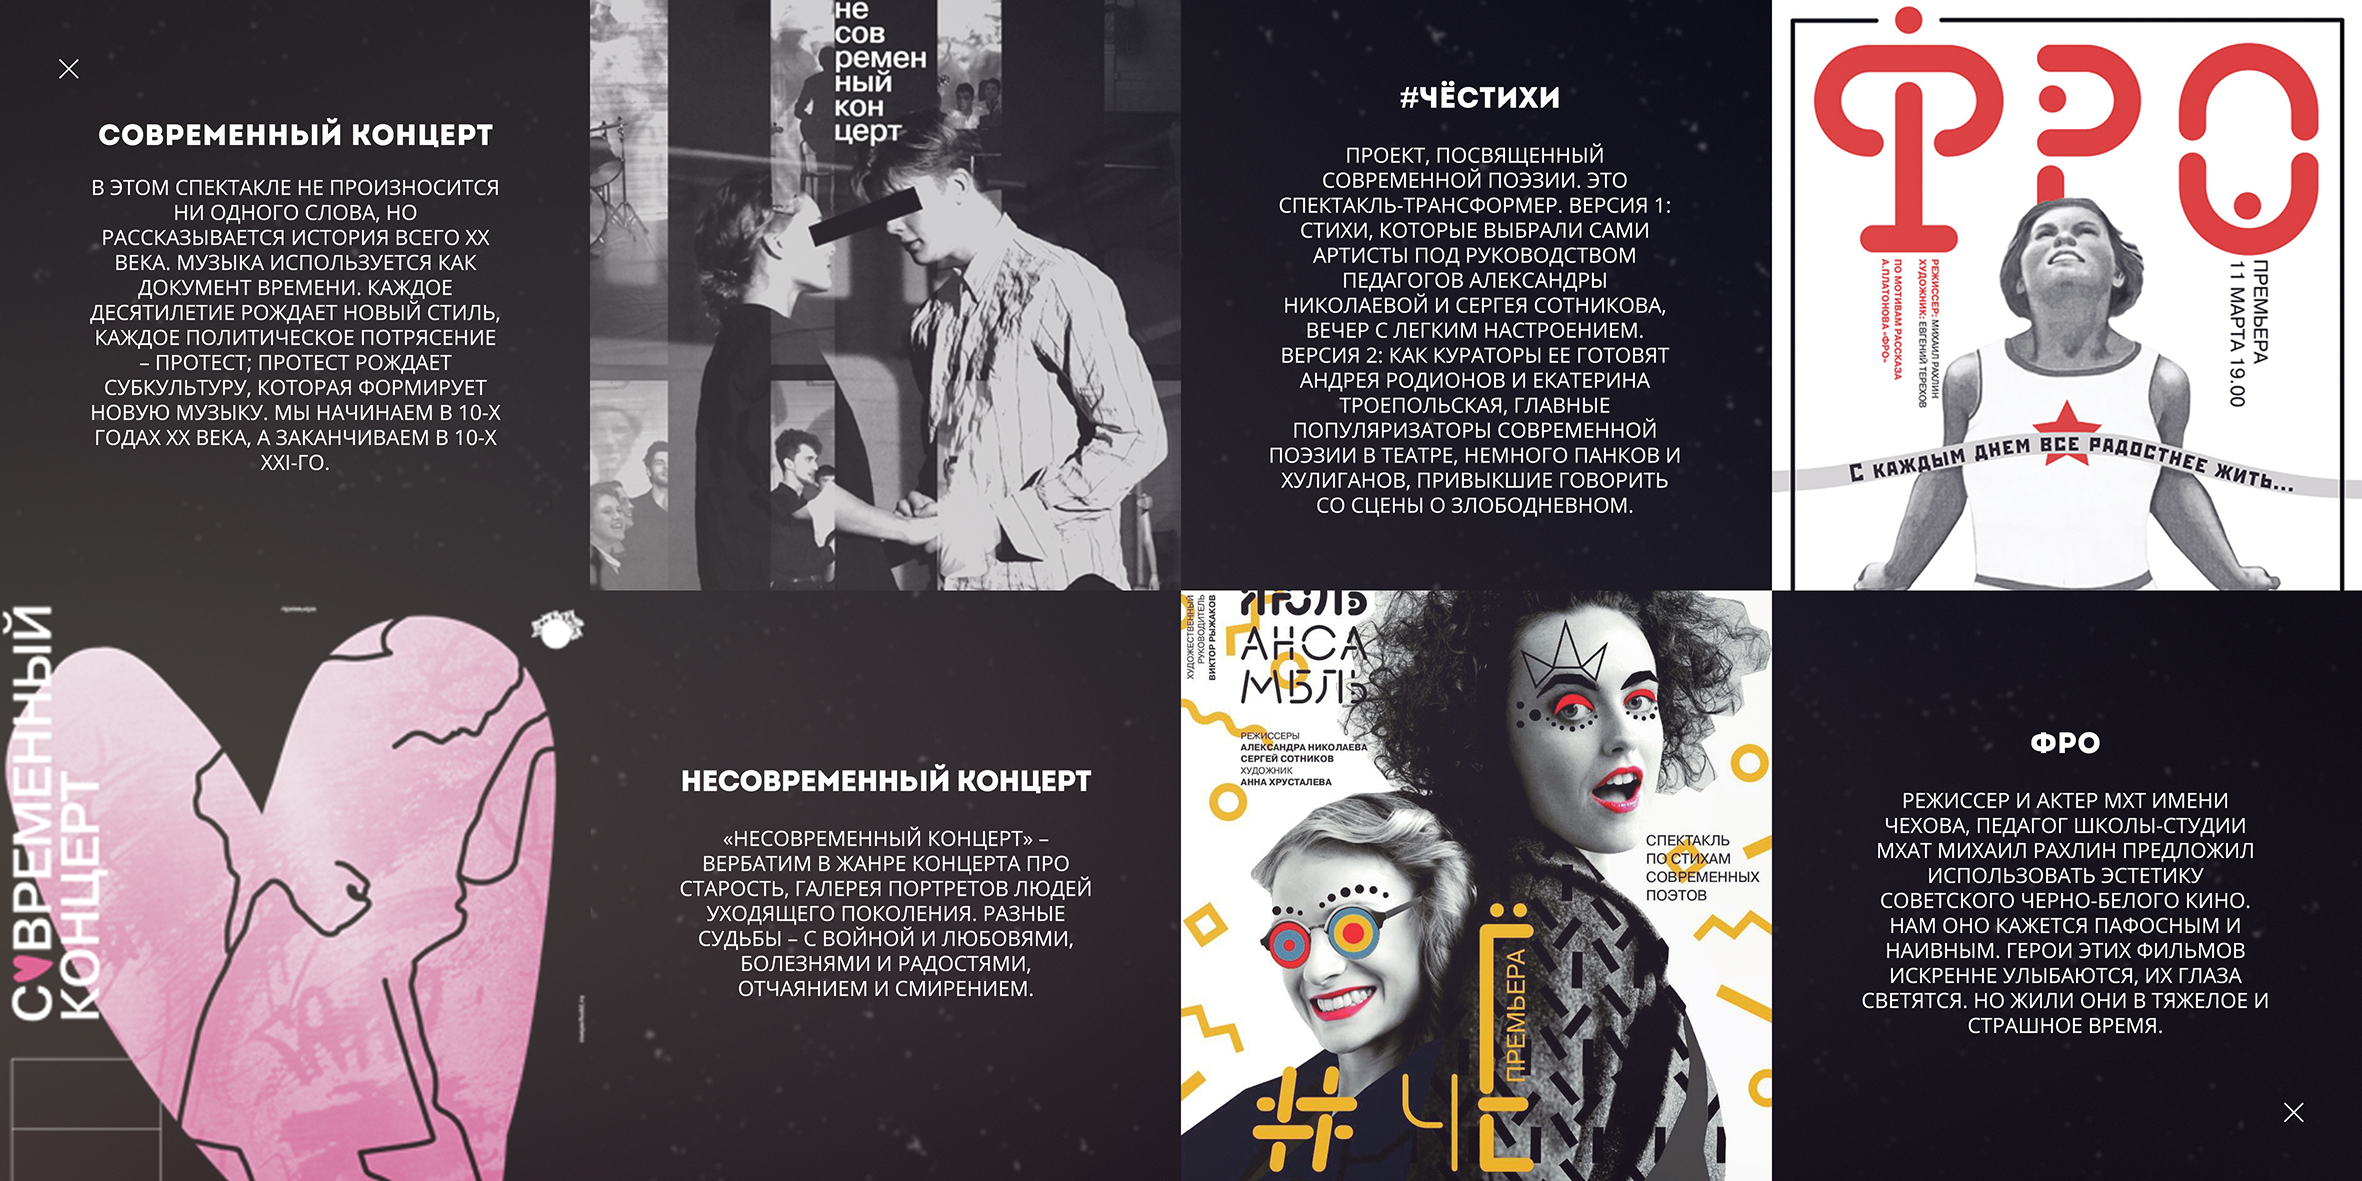 СОВРЕМЕННЫЙ КОНЦЕРТ
В ЭТОМ СПЕКТАКЛЕ НЕ ПРОИЗНОСИТСЯ
НИ ОДНОГО СЛОВА, НО
РАССКАЗЫВАЕТСЯ ИСТОРИЯ ВСЕГО XX
ВЕКА. МУЗЫКА ИСПОЛЬЗУЕТСЯ КАК
ДОКУМЕНТ ВРЕМЕНИ. КАЖДОЕ
ДЕСЯТИЛЕТИЕ РОЖДАЕТ НОВЫЙ СТИЛЬ,
КАЖДОЕ ПОЛИТИЧЕСКОЕ ПОТРЯСЕНИЕ
– ПРОТЕСТ; ПРОТЕСТ РОЖДАЕТ
СУБКУЛЬТУРУ, КОТОРАЯ ФОРМИРУЕТ
НОВУЮ МУЗЫКУ. МЫ НАЧИНАЕМ В 10-Х
ГОДАХ XX ВЕКА, А ЗАКАНЧИВАЕМ В 10-Х
XXI-ГО.
не
сов
ремен
ный
кон
церт
#ЧЁСТИХИ
ПРОЕКТ, ПОСВЯЩЕННЫЙ
СОВРЕМЕННОЙ ПОЭЗИИ. ЭТО
СПЕКТАКЛЬ-ТРАНСФОРМЕР. ВЕРСИЯ 1:
СТИХИ, КОТОРЫЕ ВЫБРАЛИ САМИ
АРТИСТЫ ПОД РУКОВОДСТВОМ
ПЕДАГОГОВ АЛЕКСАНДРЫ
НИКОЛАЕВОЙ И СЕРГЕЯ СОТНИКОВА,
ВЕЧЕР С ЛЕГКИМ НАСТРОЕНИЕМ.
ВЕРСИЯ 2: КАК КУРАТОРЫ ЕЕ ГОТОВЯТ
АНДРЕЯ РОДИОНОВ И ЕКАТЕРИНА
ТРОЕПОЛЬСКАЯ, ГЛАВНЫЕ
ПОПУЛЯРИЗАТОРЫ СОВРЕМЕННОЙ
ПОЭЗИИ В ТЕАТРЕ, НЕМНОГО ПАНКОВ И
ХУЛИГАНОВ, ПРИВЫКШИЕ ГОВОРИТЬ
СО СЦЕНЫ О ЗЛОБОДНЕВНОМ.
ФРО
РЕЖИССЕР: МИХАИЛ РАХЛИН
ХУДОЖНИК: ЕВГЕНИЙ ТЕРЕХОВ
ПО МОТИВАМ РАССКАЗА
А.ПЛАТОНОВА «ФРО»
ПРЕМЬЕРА
11 МАРТА 19.00
С КАЖДЫМ ДНЕМ ВСЕ РАДОСТНЕЕ ЖИТЬ...
премьера
СОВРЕМЕННЫЙ
КОНЦЕРТ
НЕСОВРЕМЕННЫЙ КОНЦЕРТ
«НЕСОВРЕМЕННЫЙ КОНЦЕРТ» –
ВЕРБАТИМ В ЖАНРЕ КОНЦЕРТА ПРО
СТАРОСТЬ, ГАЛЕРЕЯ ПОРТРЕТОВ ЛЮДЕЙ
УХОДЯЩЕГО ПОКОЛЕНИЯ. РАЗНЫЕ
СУДЬБЫ – С ВОЙНОЙ И ЛЮБОВЯМИ,
БОЛЕЗНЯМИ И РАДОСТЯМИ,
ОТЧАЯНИЕМ И СМИРЕНИЕМ.
ХУДОЖЕСТВЕННЫЙ
РУКОВОДИТЕЛЬ
ВИКТОР РЫЖАКОВ
ИЮЛЬ
АНСА
МБЛЬ
РЕЖИССЕРЫ
АЛЕКСАНДРА НИКОЛАЕВА
СЕРГЕЙ СОТНИКОВ
ХУДОЖНИК
АННА ХРУСТАЛЕВА
СПЕКТАКЛЬ
ПО СТИХАМ
СОВРЕМЕННЫХ
ПОЭТОВ
ПРЕМЬЕРА
#ЧЁ
ФРО
РЕЖИССЕР И АКТЕР МХТ ИМЕНИ
ЧЕХОВА, ПЕДАГОГ ШКОЛЫ-СТУДИИ
МХАТ МИХАИЛ РАХЛИН ПРЕДЛОЖИЛ
ИСПОЛЬЗОВАТЬ ЭСТЕТИКУ
СОВЕТСКОГО ЧЕРНО-БЕЛОГО КИНО.
НАМ ОНО КАЖЕТСЯ ПАФОСНЫМ И
НАИВНЫМ. ГЕРОИ ЭТИХ ФИЛЬМОВ
ИСКРЕННЕ УЛЫБАЮТСЯ, ИХ ГЛАЗА
СВЕТЯТСЯ. НО ЖИЛИ ОНИ В ТЯЖЕЛОЕ И
СТРАШНОЕ ВРЕМЯ.